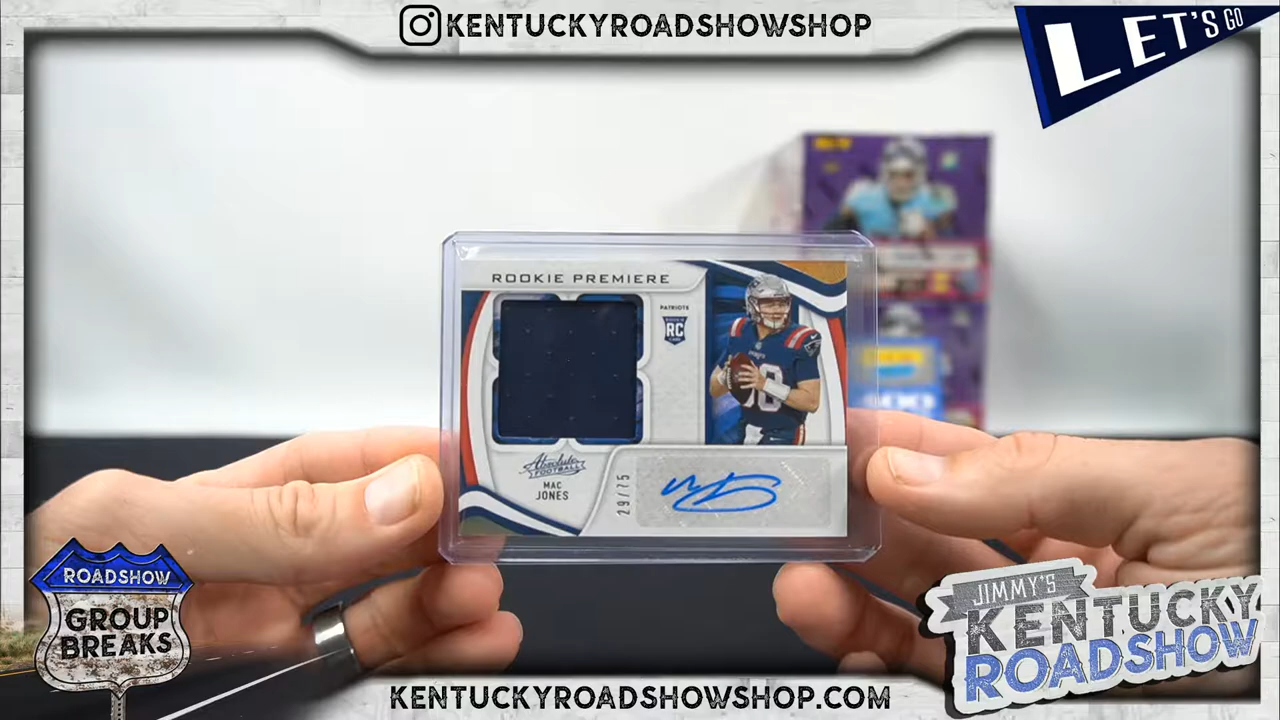 KENTUCKYROADSHOWSHOP
LET'S GO
ROOKIE PREMIERE
PATRIOTS
RC
Absolute
FOOTBALL
MAC
JONES
29/75
ROADSHOW
GROUP
BREAKS
JIMMY'S
KENTUCKY
ROADSHOW
KENTUCKYROADSHOWSHOP.COM